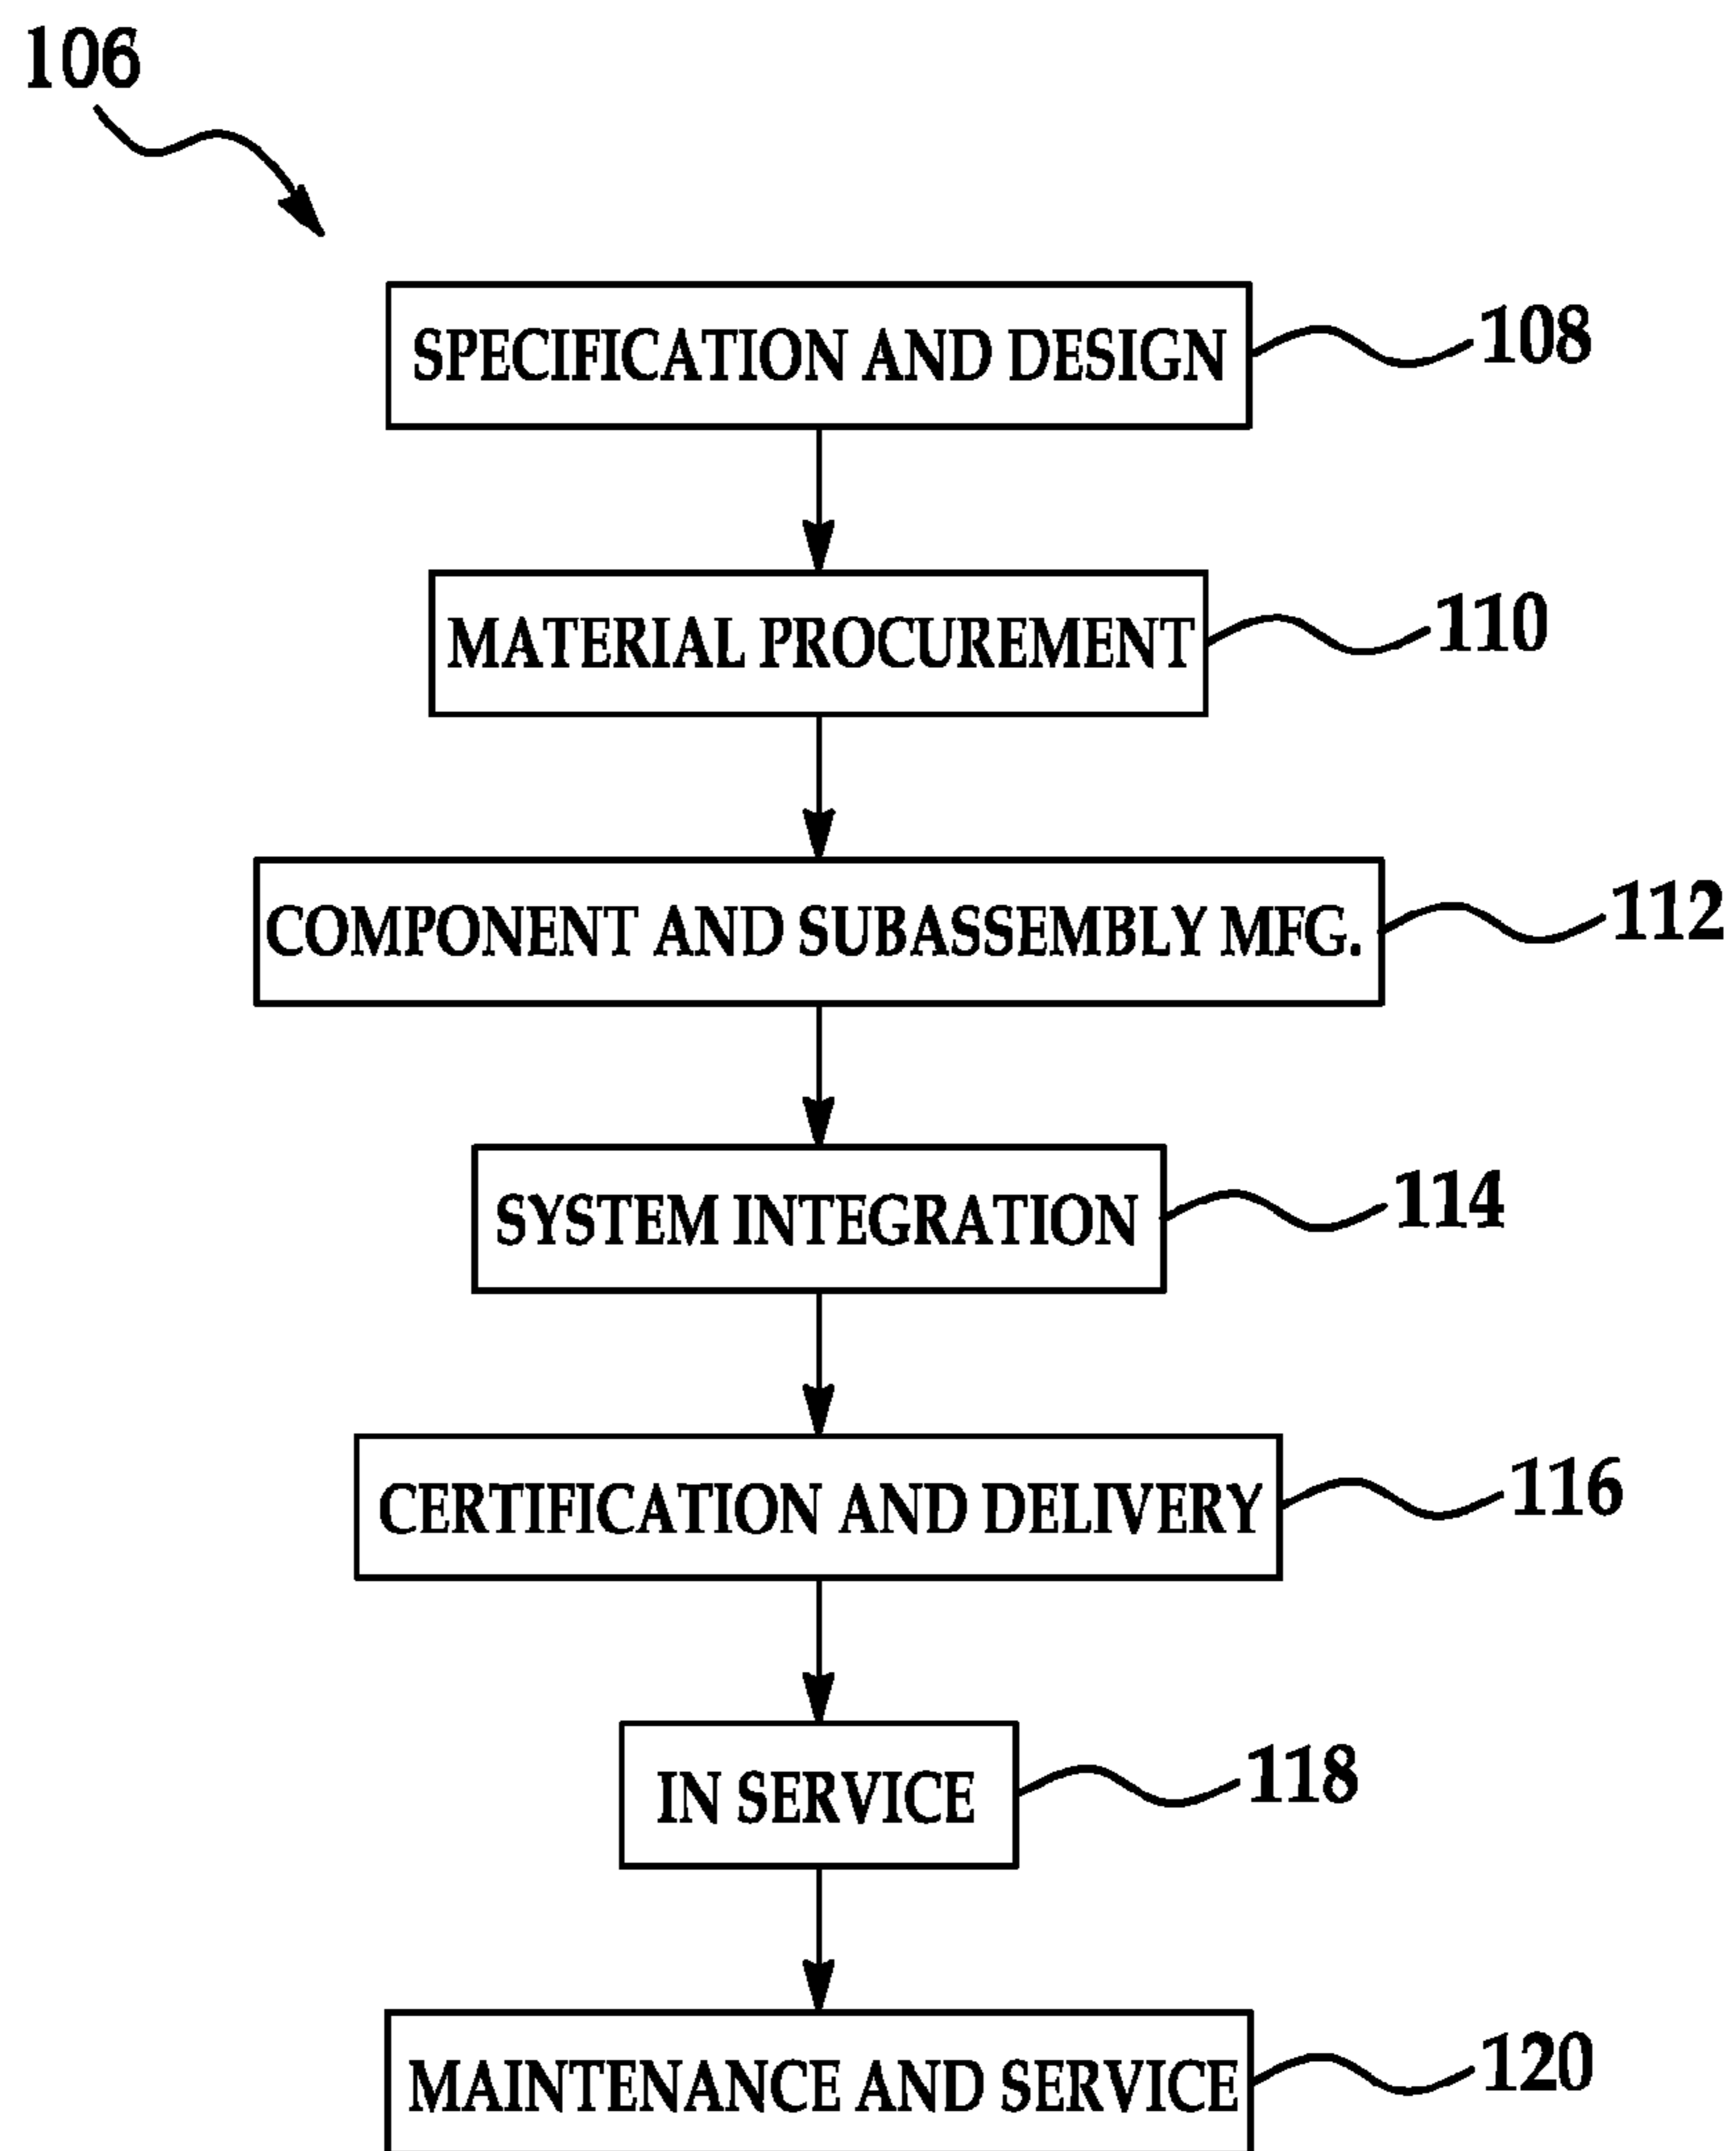 106
SPECIFICATION AND DESIGN 108
MATERIAL PROCUREMENT 110
COMPONENT AND SUBASSEMBLY MFG. 112
SYSTEM INTEGRATION 114
CERTIFICATION AND DELIVERY 116
IN SERVICE 118
MAINTENANCE AND SERVICE 120